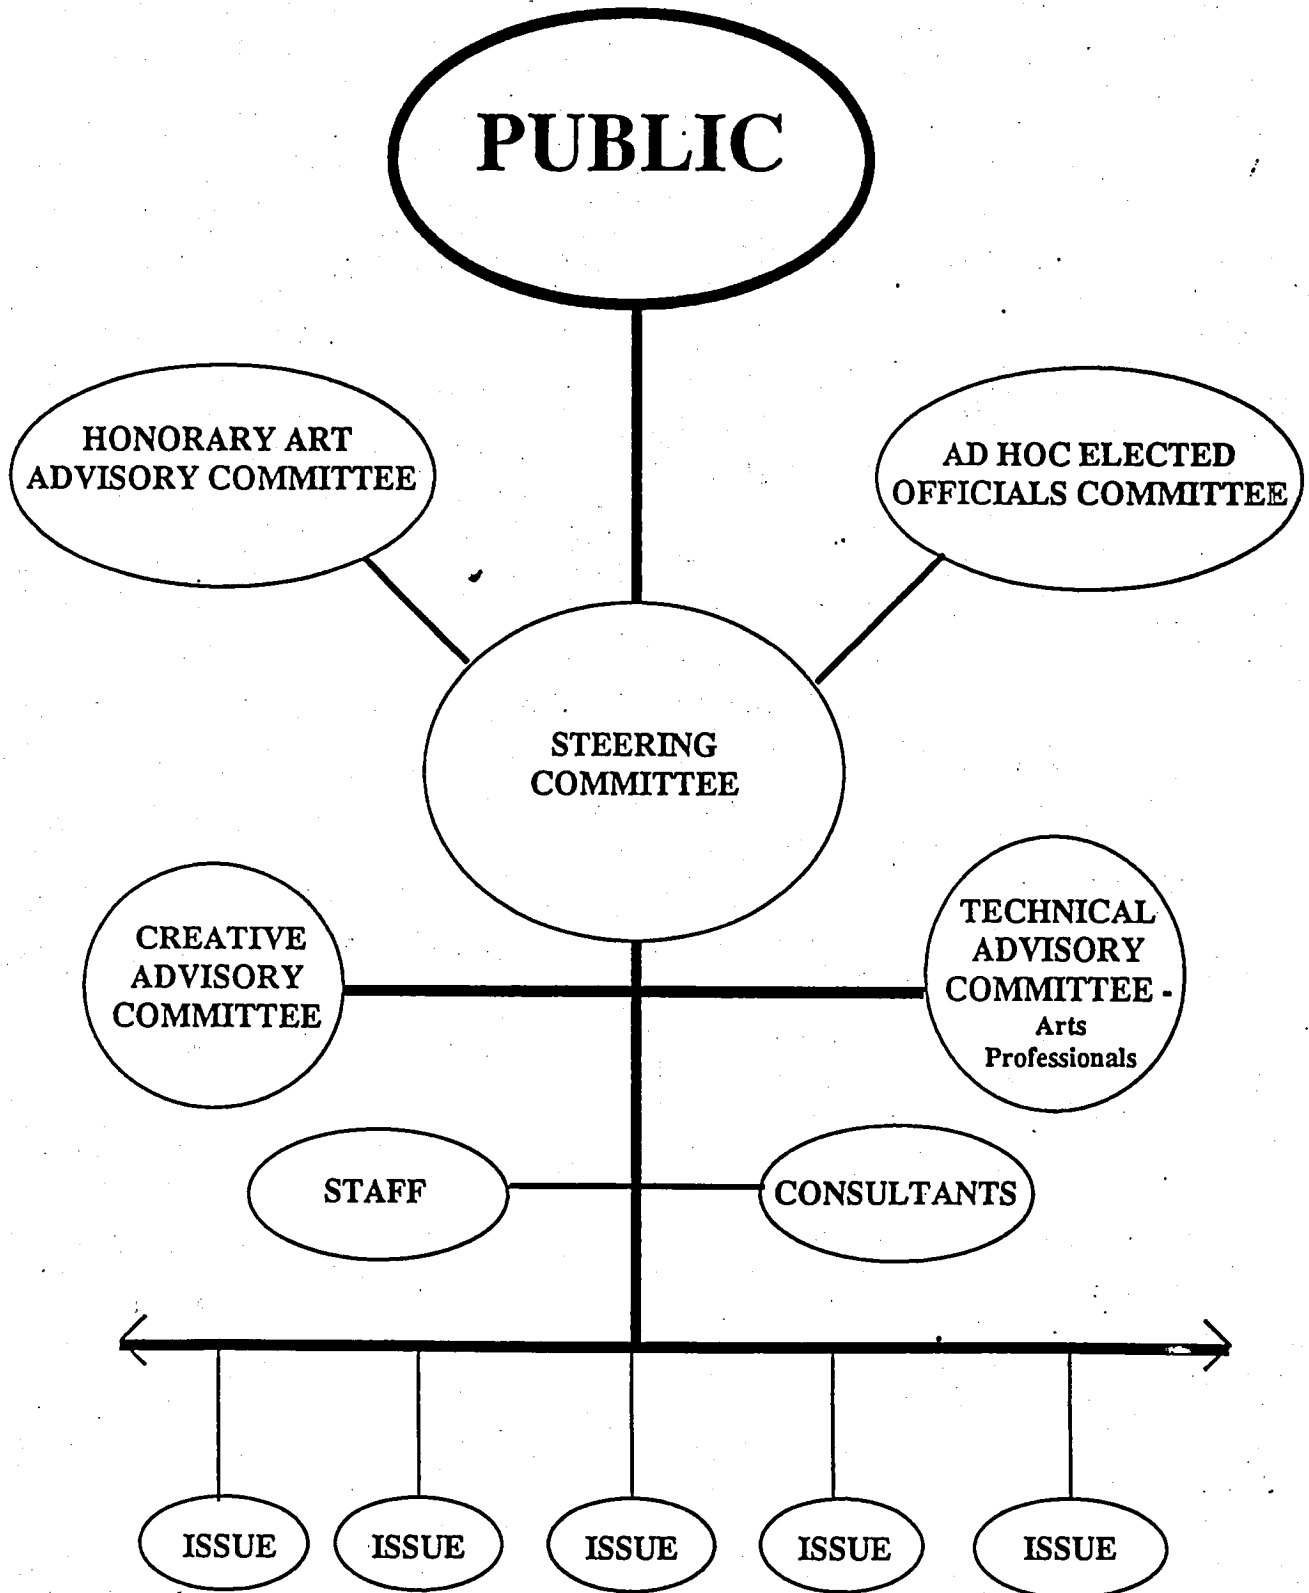 PUBLIC
HONORARY ART
ADVISORY COMMITTEE
AD HOC ELECTED
OFFICIALS COMMITTEE
STEERING
COMMITTEE
CREATIVE
ADVISORY
COMMITTEE
TECHNICAL
ADVISORY
COMMITTEE -
Arts
Professionals
STAFF
CONSULTANTS
ISSUE
ISSUE
ISSUE
ISSUE
ISSUE